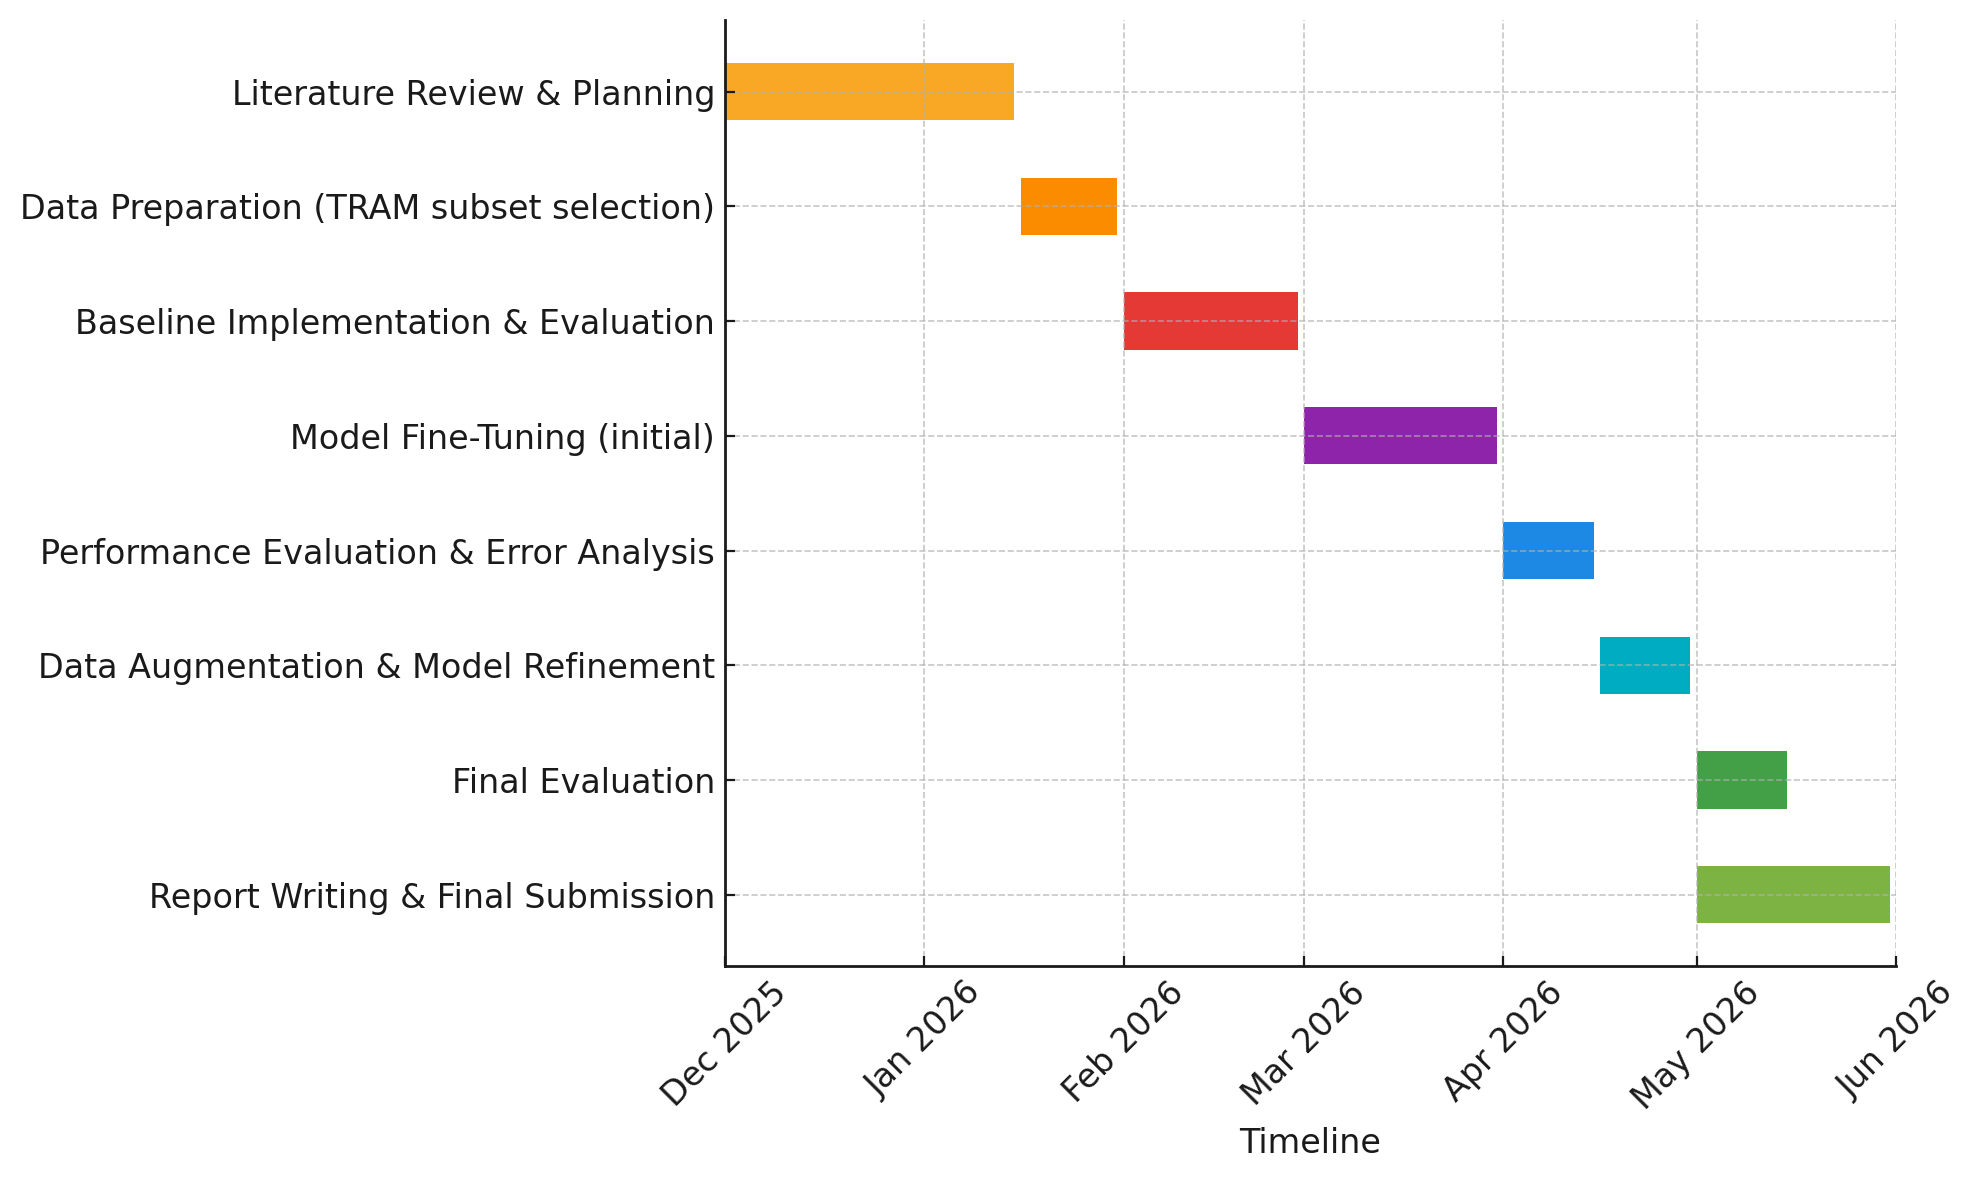 Literature Review & Planning
Data Preparation (TRAM subset selection)
Baseline Implementation & Evaluation
Model Fine-Tuning (initial)
Performance Evaluation & Error Analysis
Data Augmentation & Model Refinement
Final Evaluation
Report Writing & Final Submission
Dec 2025
Jan 2026
Feb 2026
Mar 2026
Apr 2026
May 2026
Jun 2026
Timeline